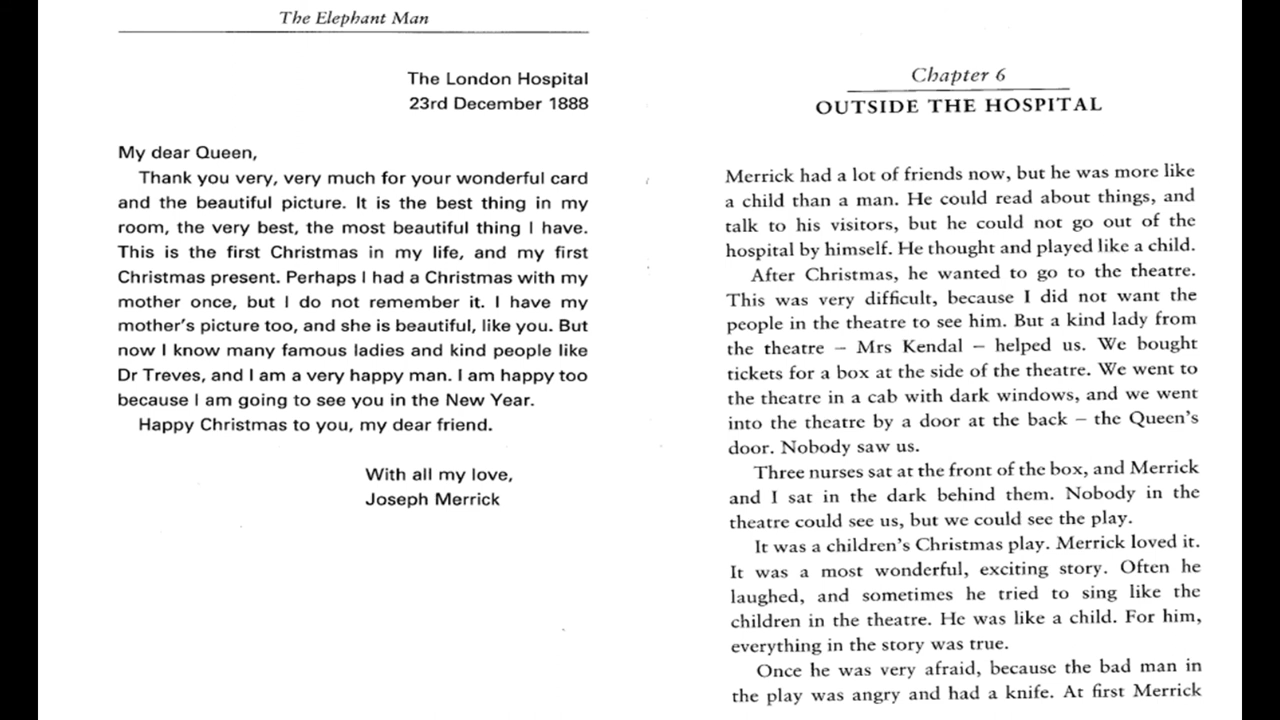 The Elephant Man
The London Hospital
23rd December 1888
My dear Queen,
Thank you very, very much for your wonderful card
and the beautiful picture. It is the best thing in my
room, the very best, the most beautiful thing I have.
This is the first Christmas in my life, and my first
Christmas present. Perhaps I had a Christmas with my
mother once, but I do not remember it. I have my
mother's picture too, and she is beautiful, like you. But
now I know many famous ladies and kind people like
Dr Treves, and I am a very happy man. I am happy too
because I am going to see you in the New Year.
Happy Christmas to you, my dear friend.
With all my love,
Joseph Merrick
Chapter 6
OUTSIDE THE HOSPITAL
Merrick had a lot of friends now, but he was more like
a child than a man. He could read about things, and
talk to his visitors, but he could not go out of the
hospital by himself. He thought and played like a child.
After Christmas, he wanted to go to the theatre.
This was very difficult, because I did not want the
people in the theatre to see him. But a kind lady from
the theatre – Mrs Kendal – helped us. We bought
tickets for a box at the side of the theatre. We went to
the theatre in a cab with dark windows, and we went
into the theatre by a door at the back – the Queen's
door. Nobody saw us.
Three nurses sat at the front of the box, and Merrick
and I sat in the dark behind them. Nobody in the
theatre could see us, but we could see the play.
It was a children's Christmas play. Merrick loved it.
It was a most wonderful, exciting story. Often he
laughed, and sometimes he tried to sing like the
children in the theatre. He was like a child. For him,
everything in the story was true.
Once he was very afraid, because the bad man in
the play was angry and had a knife. At first Merrick